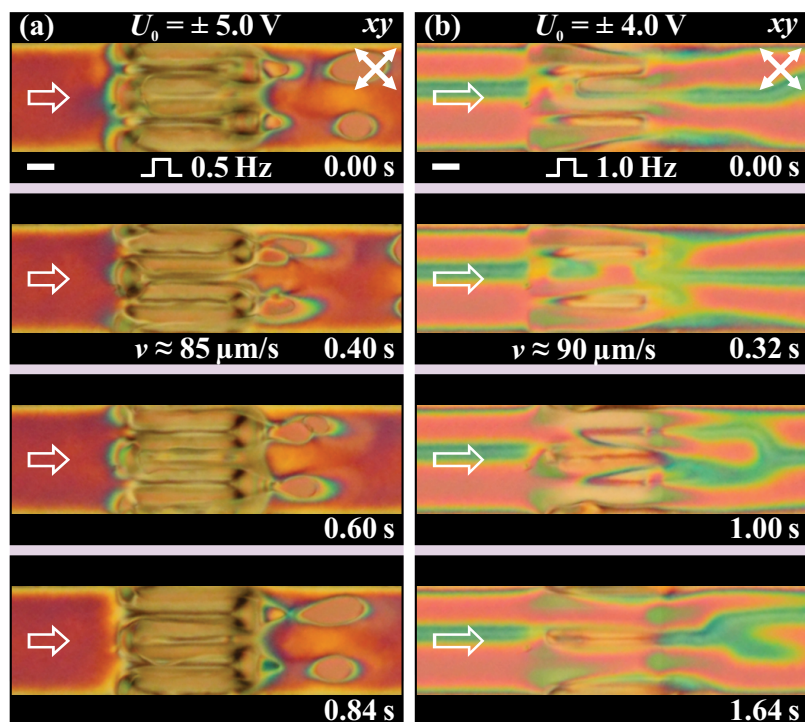 (a) U₀ = ± 5.0 V xy
0.5 Hz 0.00 s
v ≈ 85 µm/s 0.40 s
0.60 s
0.84 s
(b) U₀ = ± 4.0 V xy
1.0 Hz 0.00 s
v ≈ 90 µm/s 0.32 s
1.00 s
1.64 s